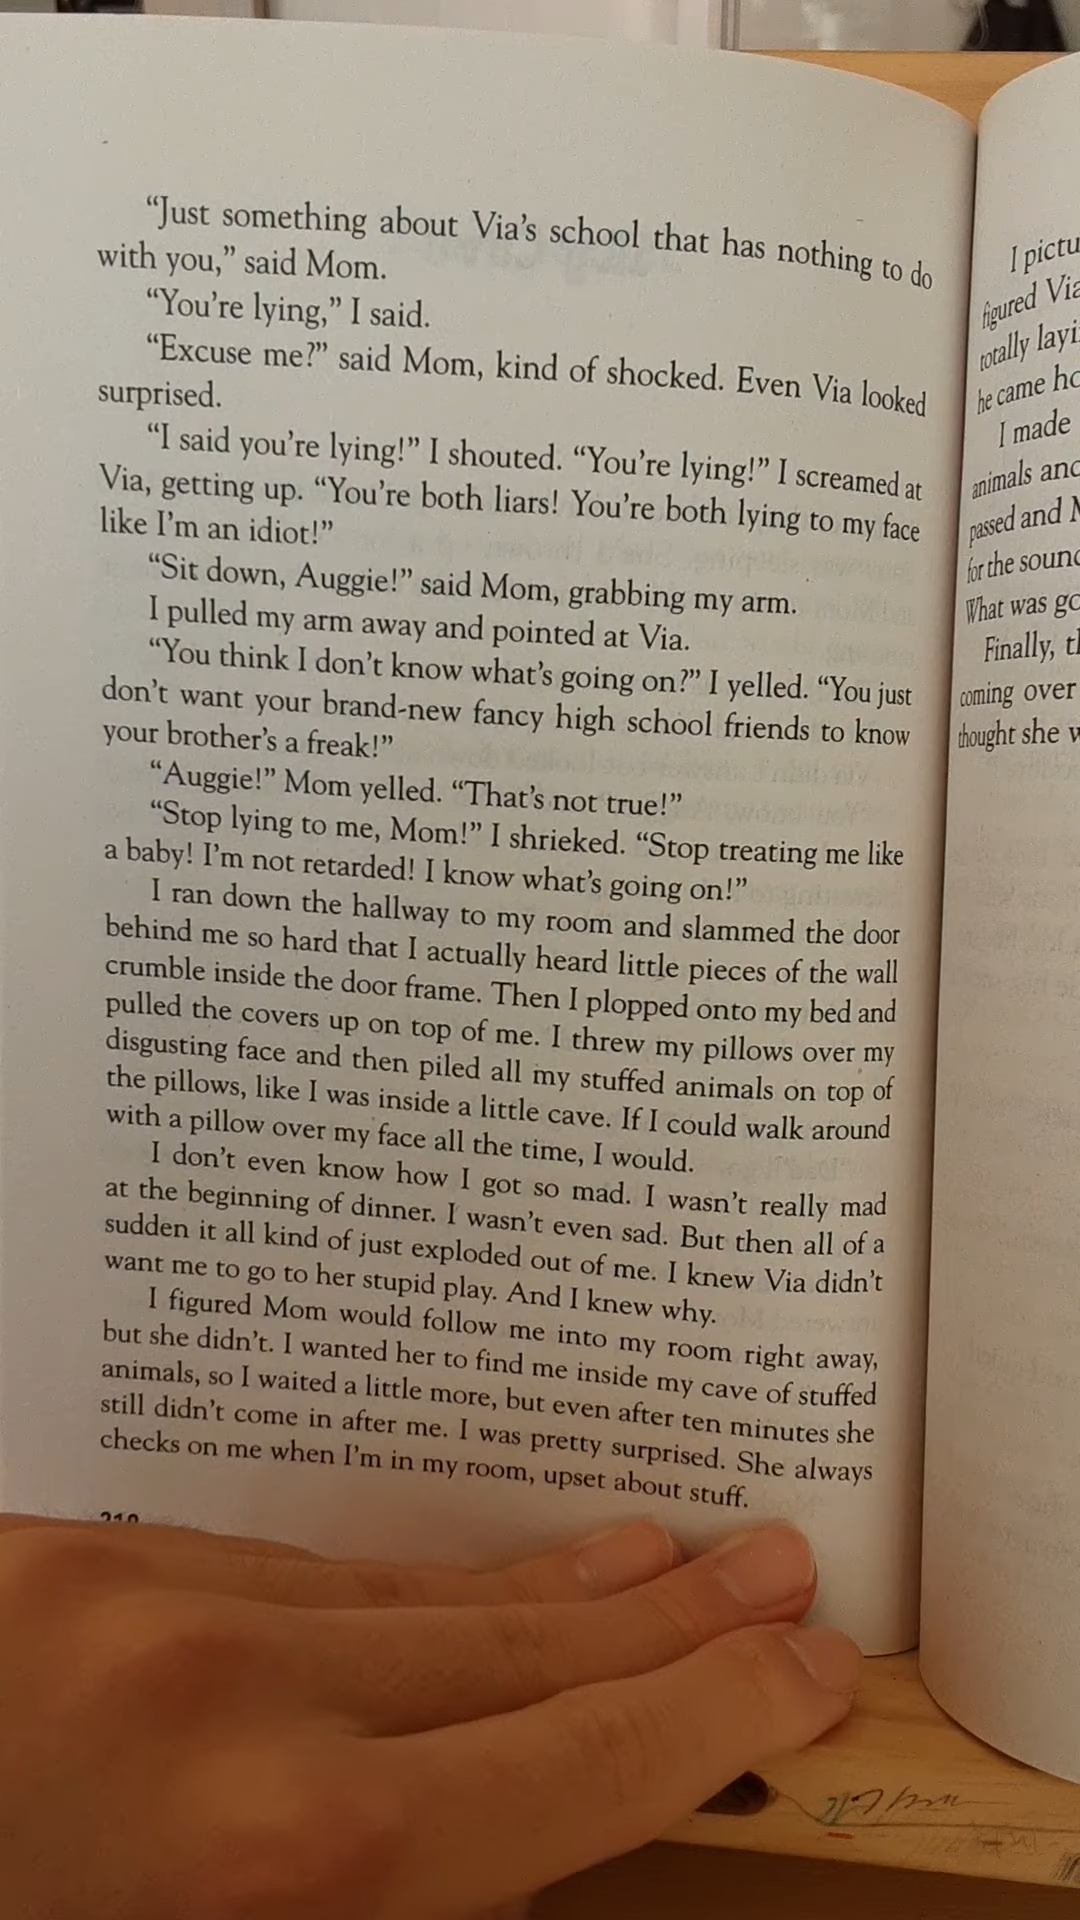 “Just something about Via’s school that has nothing to do
with you,” said Mom.
“You’re lying,” I said.
“Excuse me?” said Mom, kind of shocked. Even Via looked
surprised.
“I said you’re lying!” I shouted. “You’re lying!” I screamed at
Via, getting up. “You’re both liars! You’re both lying to my face
like I’m an idiot!”
“Sit down, Auggie!” said Mom, grabbing my arm.
I pulled my arm away and pointed at Via.
“You think I don’t know what’s going on?” I yelled. “You just
don’t want your brand-new fancy high school friends to know
your brother’s a freak!”
“Auggie!” Mom yelled. “That’s not true!”
“Stop lying to me, Mom!” I shrieked. “Stop treating me like
a baby! I’m not retarded! I know what’s going on!”
I ran down the hallway to my room and slammed the door
behind me so hard that I actually heard little pieces of the wall
crumble inside the door frame. Then I plopped onto my bed and
pulled the covers up on top of me. I threw my pillows over my
disgusting face and then piled all my stuffed animals on top of
the pillows, like I was inside a little cave. If I could walk around
with a pillow over my face all the time, I would.
I don’t even know how I got so mad. I wasn’t really mad
at the beginning of dinner. I wasn’t even sad. But then all of a
sudden it all kind of just exploded out of me. I knew Via didn’t
want me to go to her stupid play. And I knew why.
I figured Mom would follow me into my room right away,
but she didn’t. I wanted her to find me inside my cave of stuffed
animals, so I waited a little more, but even after ten minutes she
still didn’t come in after me. I was pretty surprised. She always
checks on me when I’m in my room, upset about stuff.
I
figured Via
totally
he came
I made
animals
passed and
for the
What was
Finally,
coming over
thought she